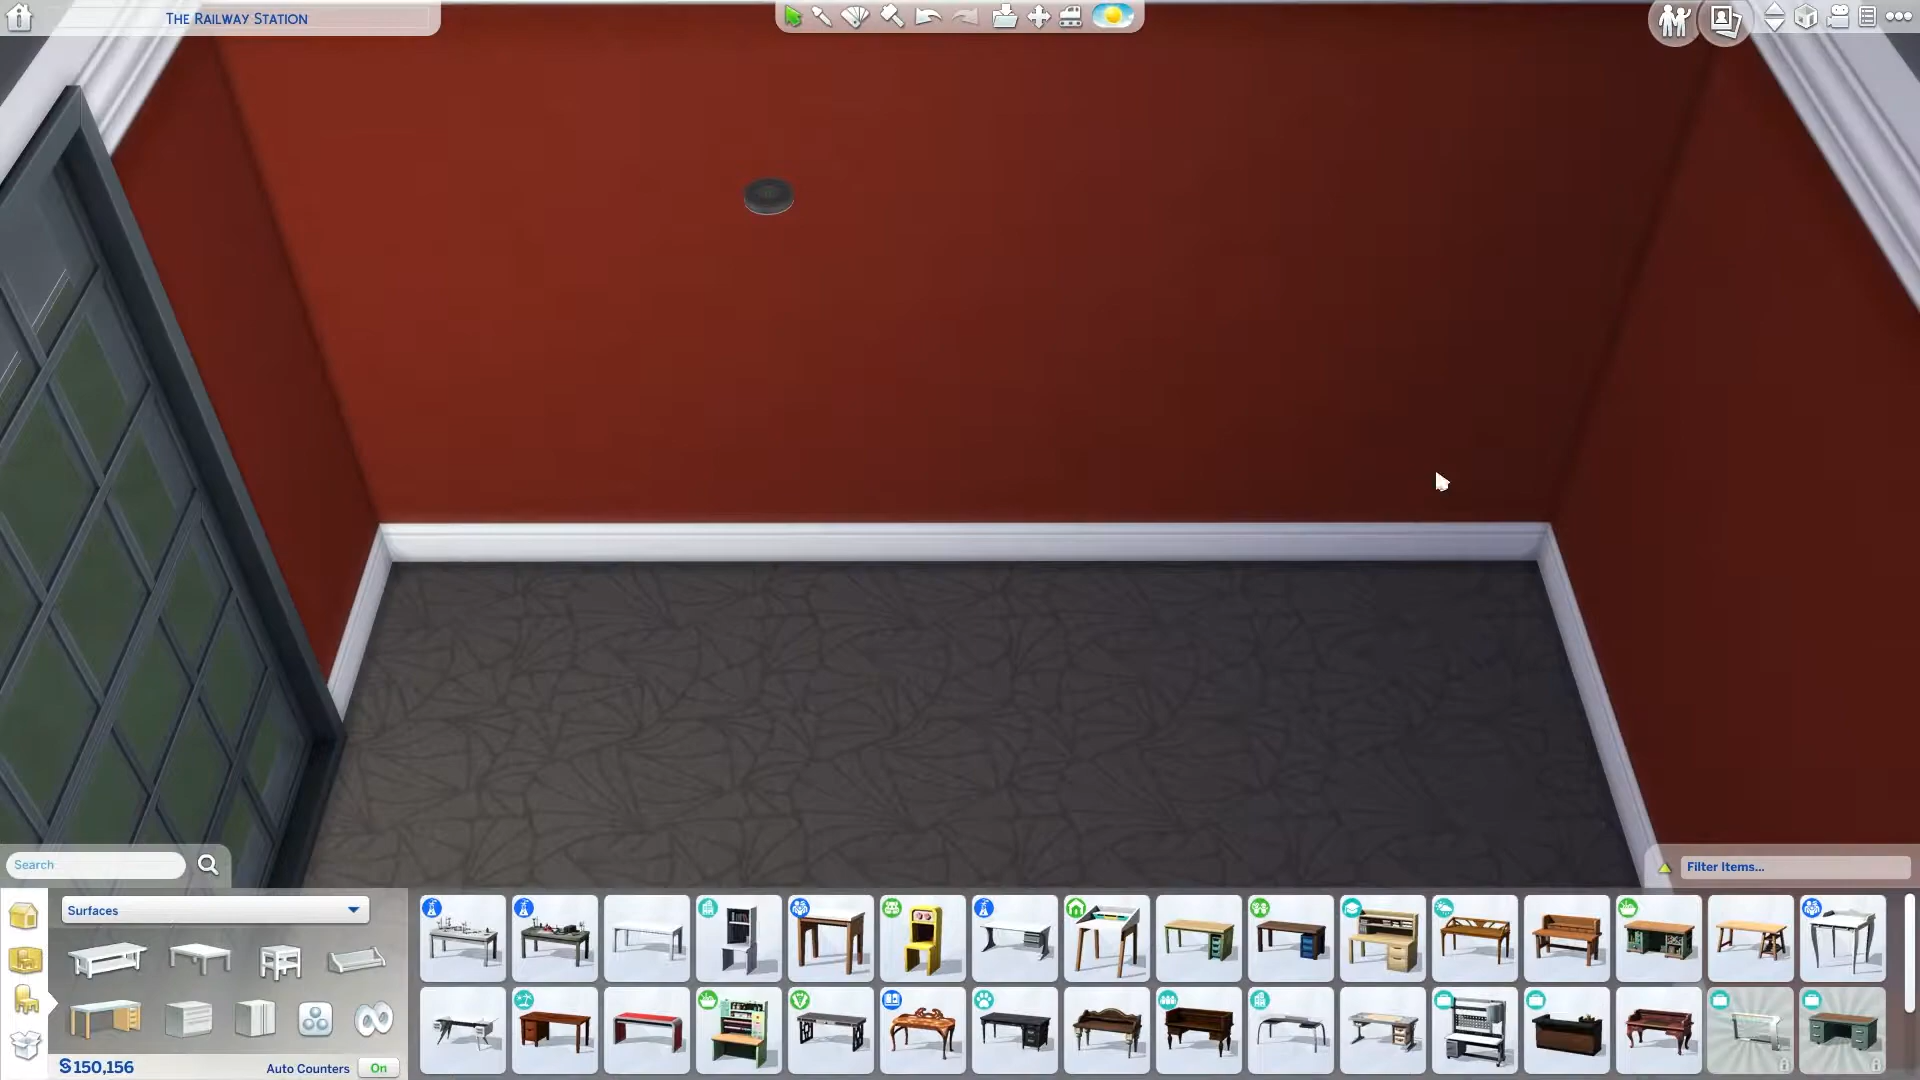 THE RAILWAY STATION
Search
Filter Items...
Surfaces
§150,156
Auto Counters On